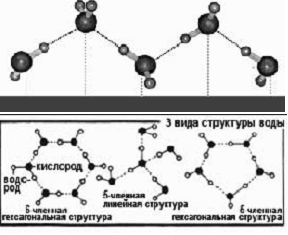 3 вида структуры воды
кислород
водо-
род
5-членная
линейная структура
6-членная
гексагональная структура
6-членная
гексагональная структура